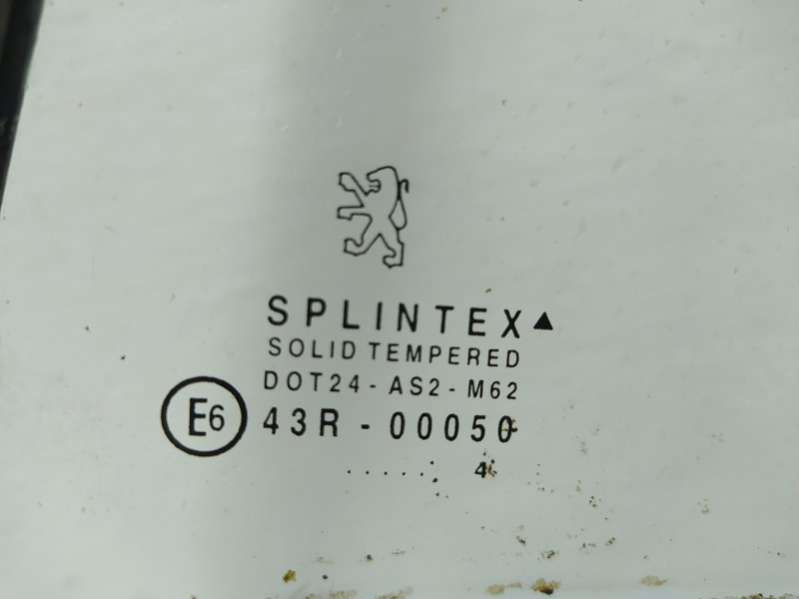 SPLINTEX▲
SOLID TEMPERED
DOT24-AS2-M62
E6 43R-00050
..... : 4